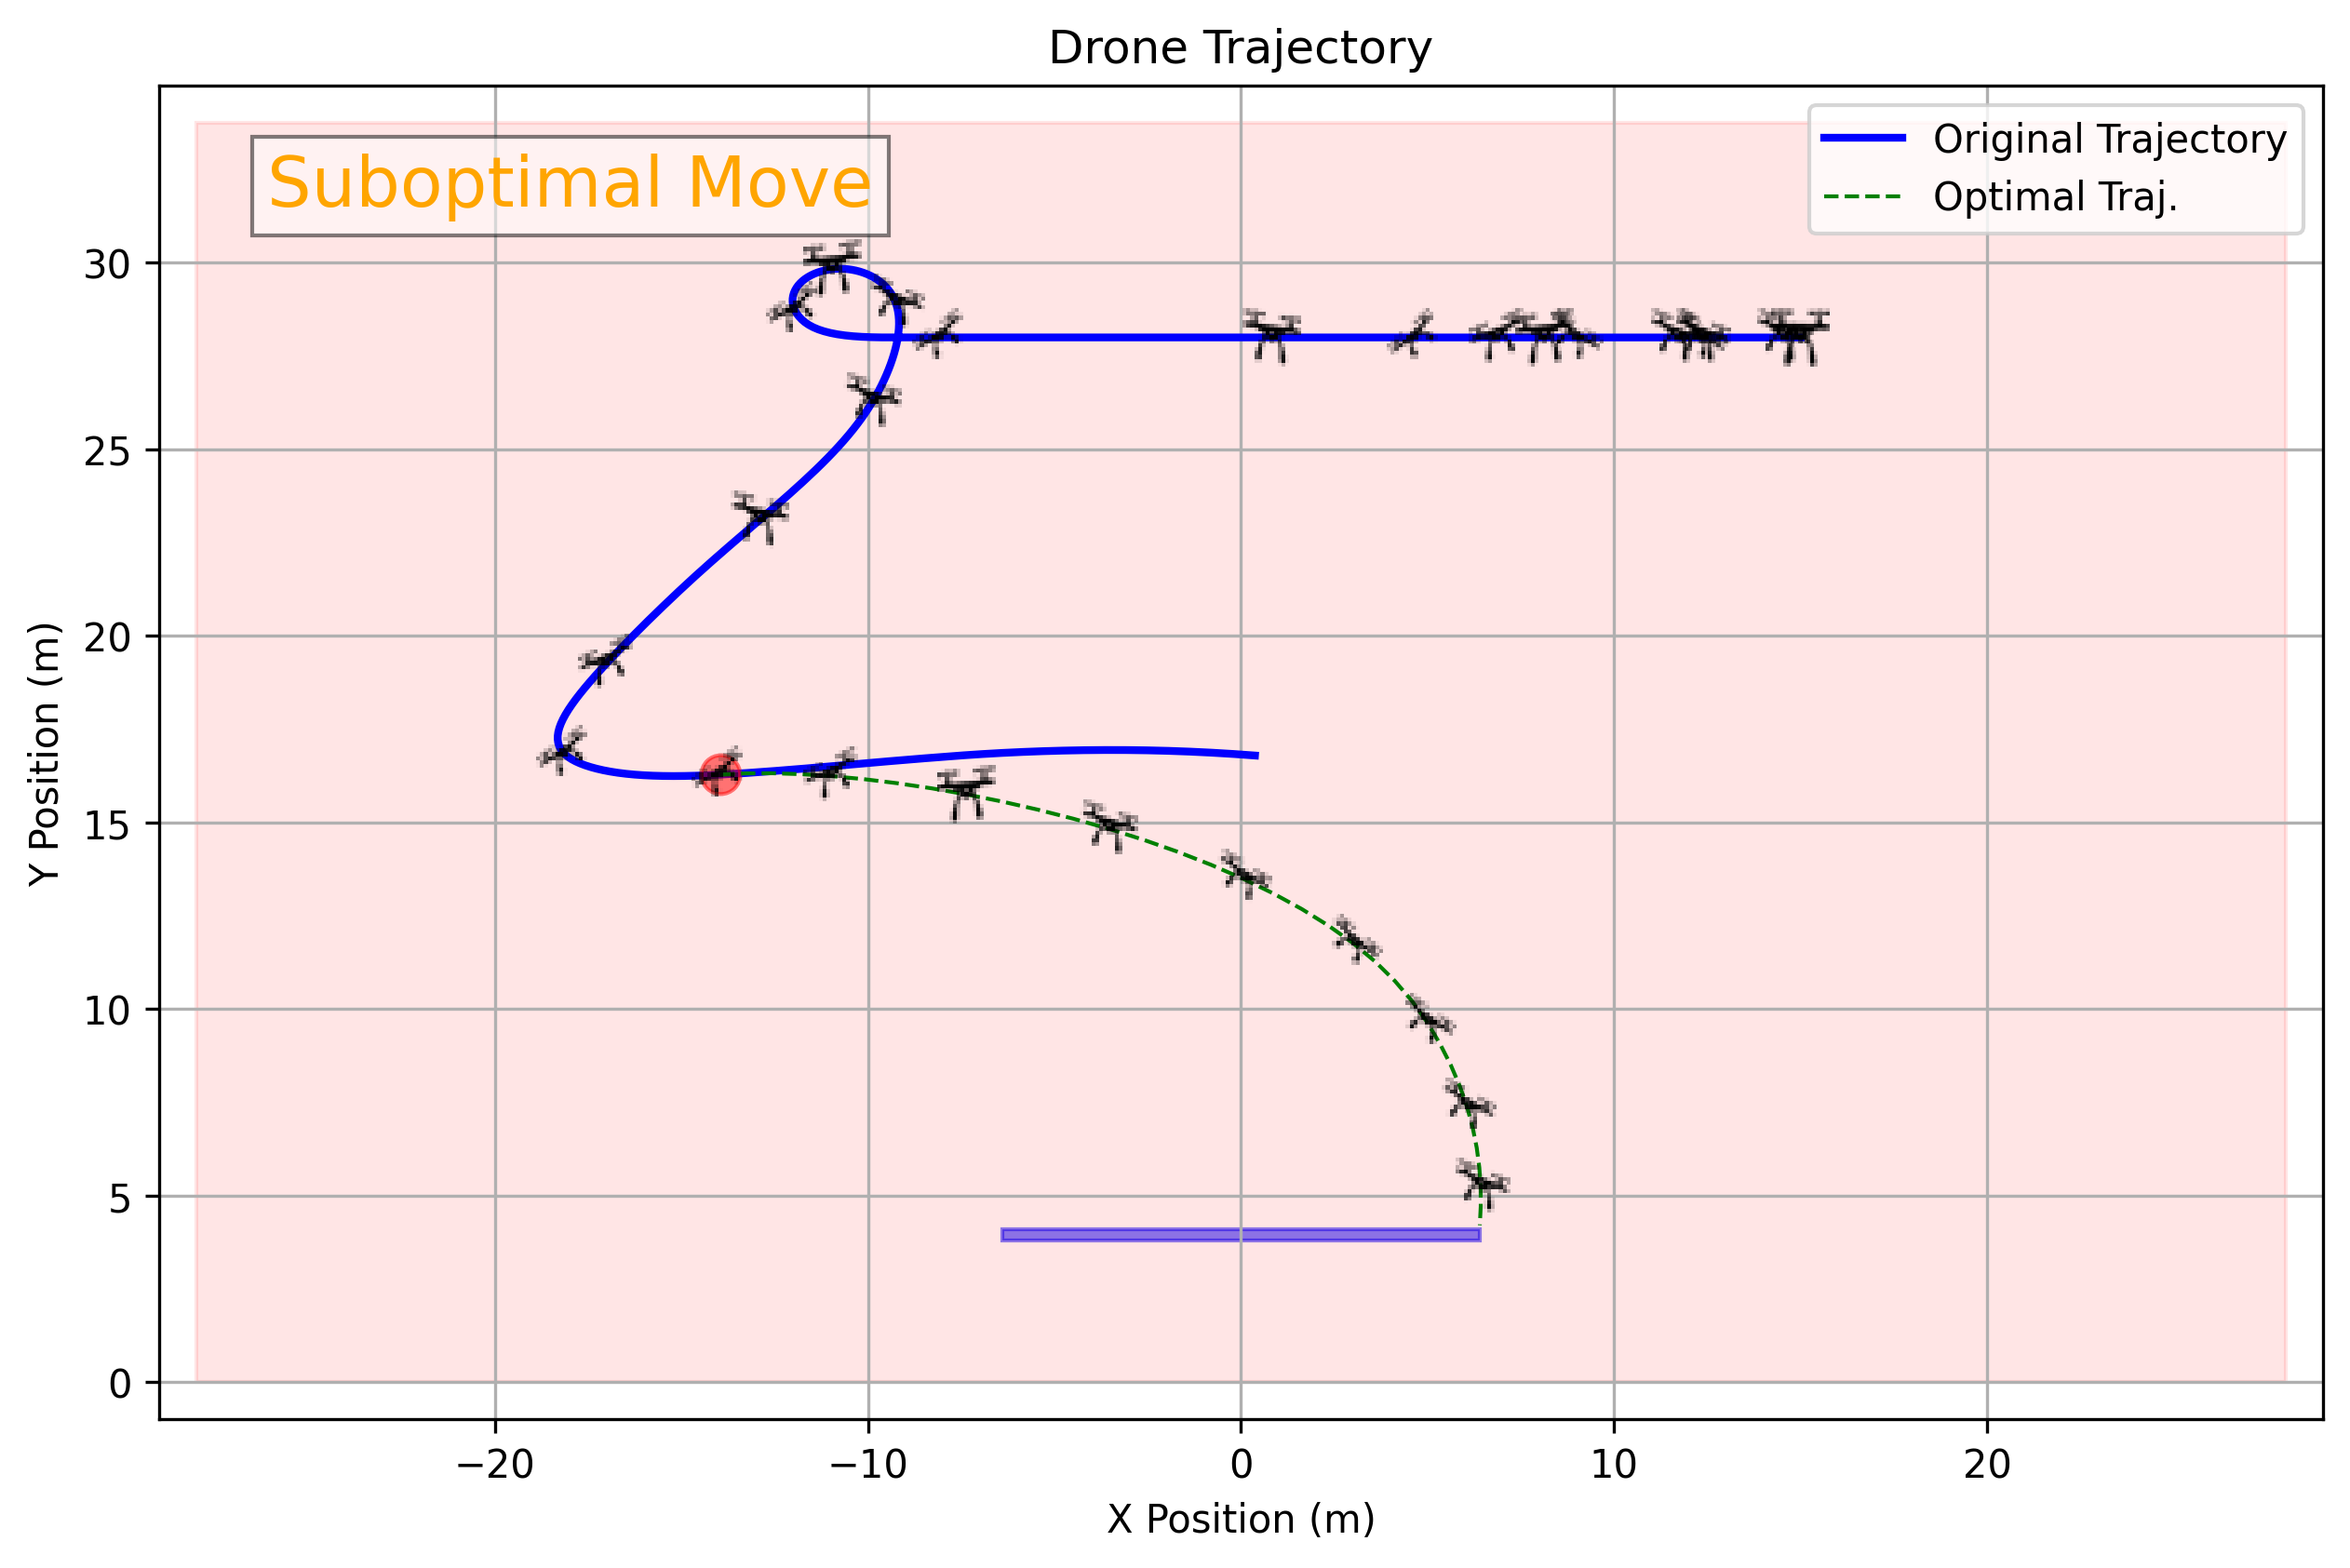 Drone Trajectory
Suboptimal Move
Original Trajectory
Optimal Traj.
30
25
20
15
10
5
0
Y Position (m)
−20
−10
0
10
20
X Position (m)